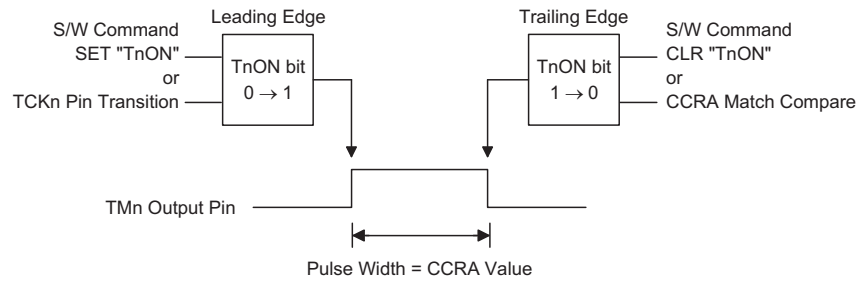 Leading Edge
S/W Command
SET "TnON"
or
TCKn Pin Transition
TnON bit
0 → 1
Trailing Edge
TnON bit
1 → 0
S/W Command
CLR "TnON"
or
CCRA Match Compare
TMn Output Pin
Pulse Width = CCRA Value